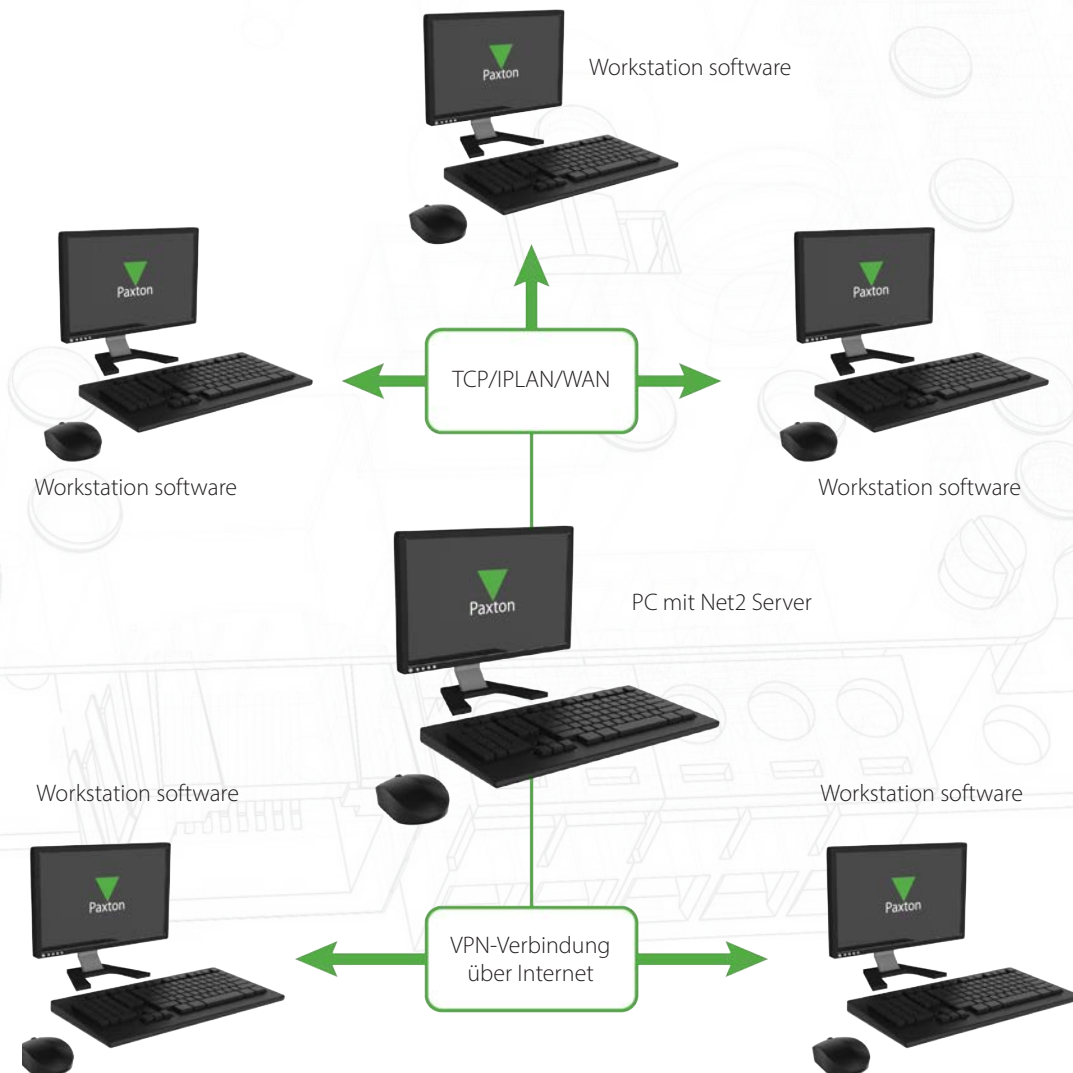 Paxton
Workstation software
Paxton
Paxton
TCP/IPLAN/WAN
Workstation software
Workstation software
Paxton
PC mit Net2 Server
Workstation software
Workstation software
Paxton
Paxton
VPN-Verbindung
über Internet